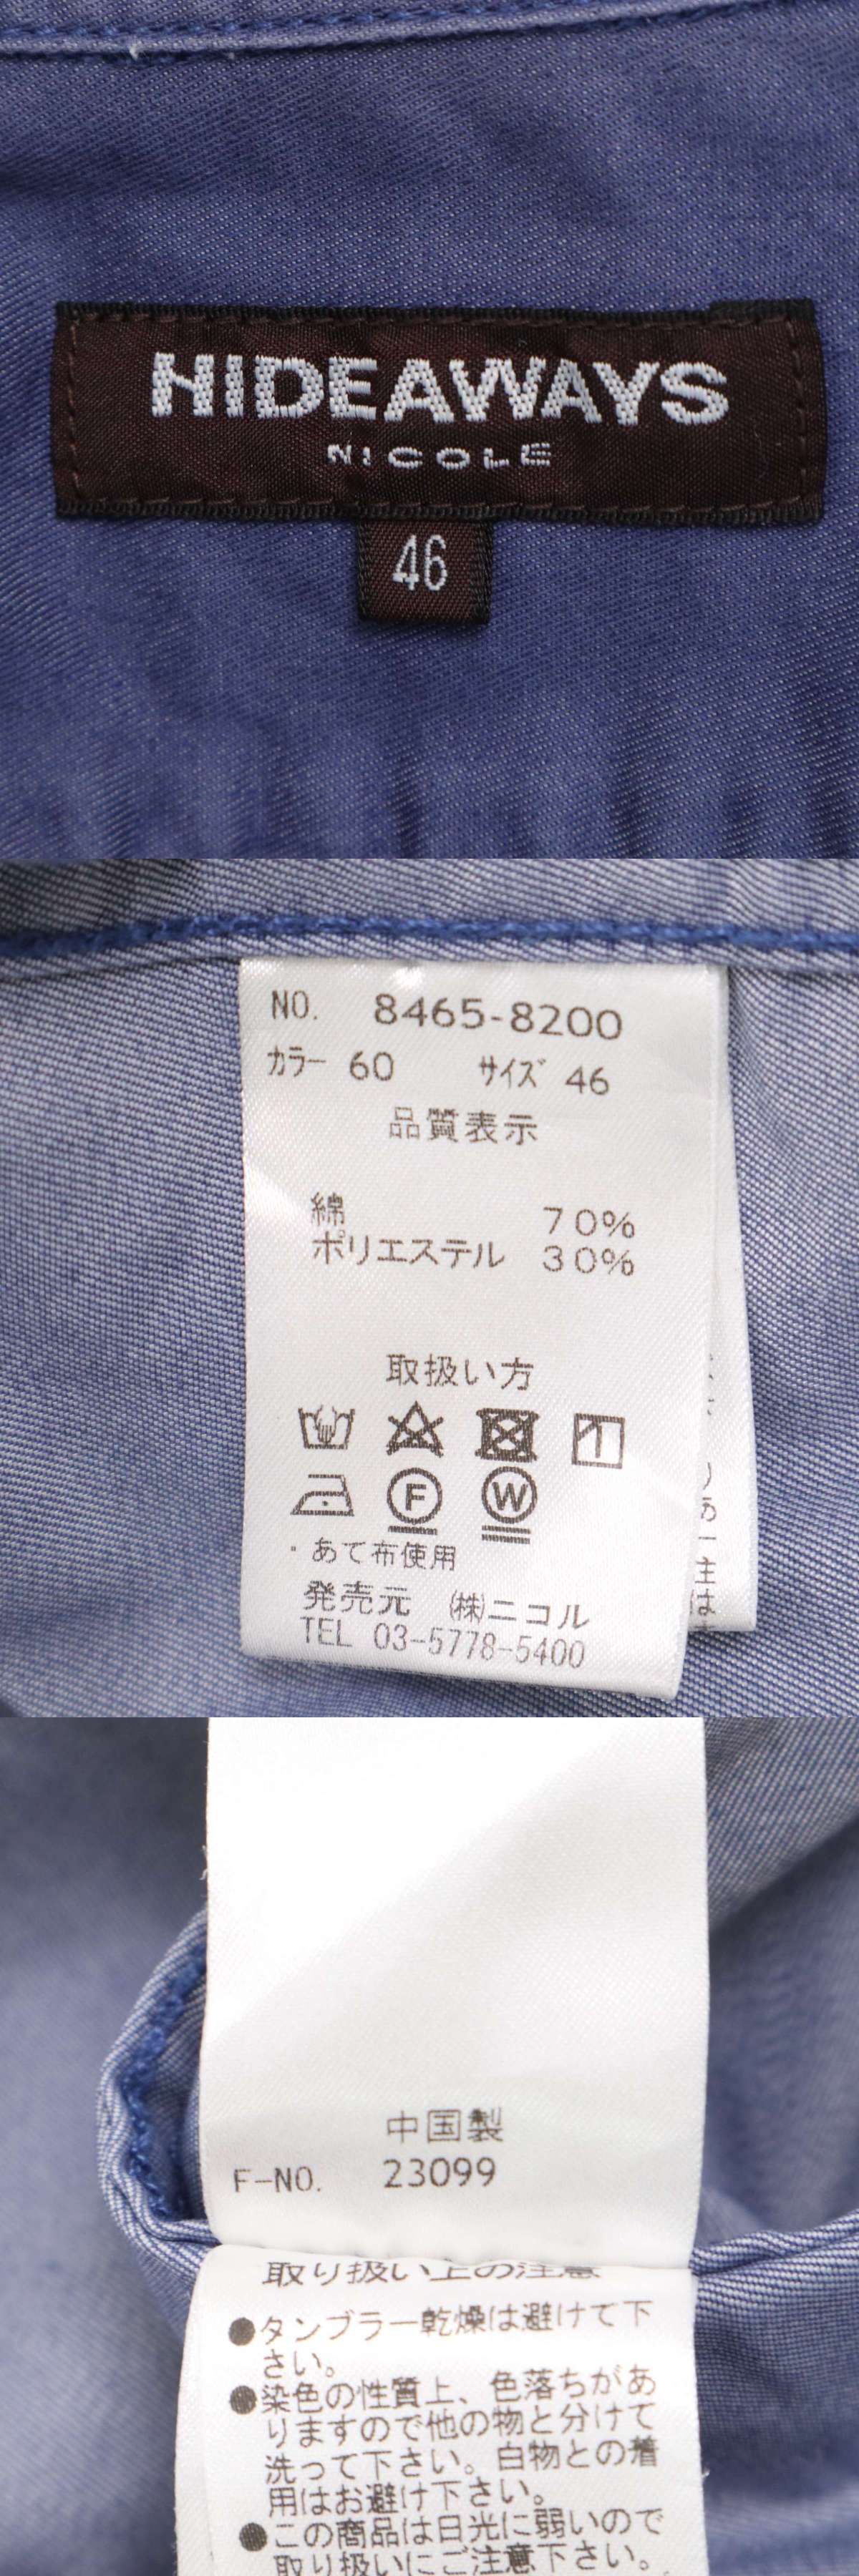 HIDEAWAYS
NICOLE
46
NO. 8465-8200
カラー 60 サイズ 46
品質表示
綿 70%
ポリエステル 30%
取扱い方
F W
・あて布使用
発売元 ㈱ニコル
TEL 03-5778-5400
中国製
F-NO. 23099
取り扱い上の注意
●タンブラー乾燥は避けて下
さい。
●染色の性質上、色落ちがあ
りますので他の物と分けて
洗って下さい。白物との着
用はお避け下さい。
●この商品は日光に弱いので
取り扱いにご注意下さい。